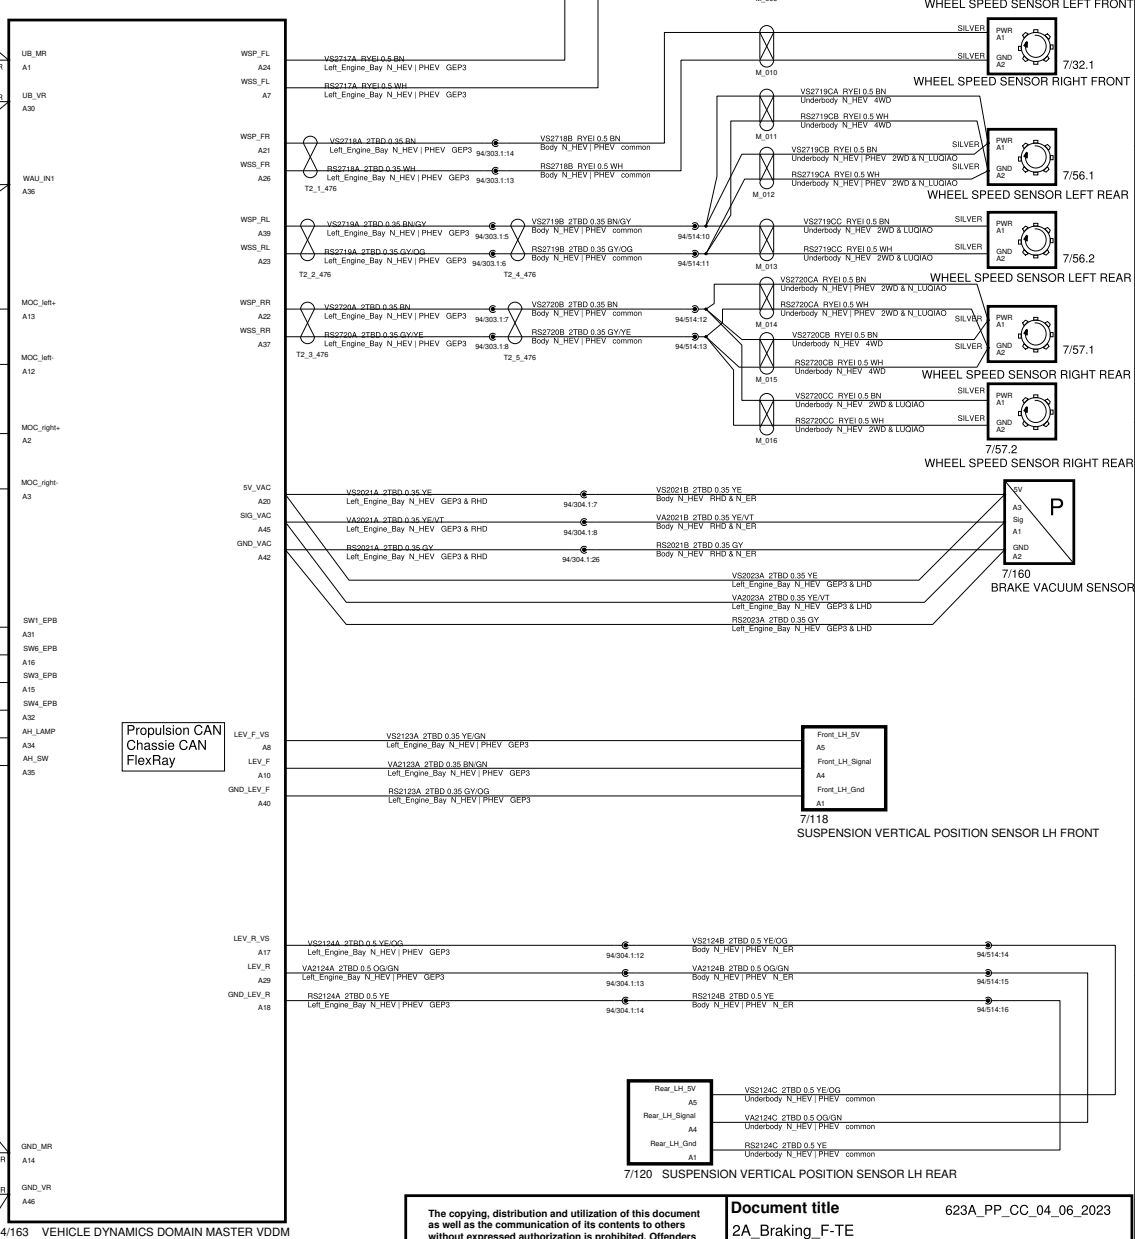 WHEEL SPEED SENSOR LEFT FRONT
UB_MR
A1
UB_VR
A30
WAU_IN1
A36
MOC_left+
A13
MOC_left-
A12
MOC_right+
A2
MOC_right-
A3
SW1_EPB
A31
SW6_EPB
A16
SW3_EPB
A15
SW4_EPB
A32
AH_LAMP
A34
AH_SW
A35
GND_MR
A14
GND_VR
A46
Propulsion CAN
Chassie CAN
FlexRay
WSP_FL
A24
VS2717A RYEI 0.5 BN
Left_Engine_Bay N_HEV | PHEV GEP3
WSS_FL
A7
RS2717A RYEI 0.5 WH
Left_Engine_Bay N_HEV | PHEV GEP3
WSP_FR
A21
VS2718A 2TBD 0.35 BN
Left_Engine_Bay N_HEV | PHEV GEP3
94/303.1:14
VS2718B RYEI 0.5 BN
Body N_HEV | PHEV common
WSS_FR
A26
RS2718A 2TBD 0.35 WH
Left_Engine_Bay N_HEV | PHEV GEP3
94/303.1:13
RS2718B RYEI 0.5 WH
Body N_HEV | PHEV common
T2_1_476
M_010
SILVER
SILVER
PWR
A1
GND
A2
7/32.1
WHEEL SPEED SENSOR RIGHT FRONT
WSP_RL
A39
VS2719A 2TBD 0.35 BN/GY
Left_Engine_Bay N_HEV | PHEV GEP3
94/303.1:5
VS2719B 2TBD 0.35 BN/GY
Body N_HEV | PHEV common
94/514:10
WSS_RL
A23
RS2719A 2TBD 0.35 GY/OG
Left_Engine_Bay N_HEV | PHEV GEP3
94/303.1:6
RS2719B 2TBD 0.35 GY/OG
Body N_HEV | PHEV common
94/514:11
T2_2_476
T2_4_476
VS2719CA RYEI 0.5 BN
Underbody N_HEV 4WD
RS2719CB RYEI 0.5 WH
Underbody N_HEV 4WD
M_011
VS2719CB RYEI 0.5 BN
Underbody N_HEV | PHEV 2WD & N_LUQIAO
RS2719CA RYEI 0.5 WH
Underbody N_HEV | PHEV 2WD & N_LUQIAO
M_012
SILVER
SILVER
PWR
A1
GND
A2
7/56.1
WHEEL SPEED SENSOR LEFT REAR
VS2719CC RYEI 0.5 BN
Underbody N_HEV 2WD & LUQIAO
RS2719CC RYEI 0.5 WH
Underbody N_HEV 2WD & LUQIAO
M_013
SILVER
SILVER
PWR
A1
GND
A2
7/56.2
WHEEL SPEED SENSOR LEFT REAR
WSP_RR
A22
VS2720A 2TBD 0.35 BN
Left_Engine_Bay N_HEV | PHEV GEP3
94/303.1:7
VS2720B 2TBD 0.35 BN
Body N_HEV | PHEV common
94/514:12
WSS_RR
A37
RS2720A 2TBD 0.35 GY/YE
Left_Engine_Bay N_HEV | PHEV GEP3
94/303.1:8
RS2720B 2TBD 0.35 GY/YE
Body N_HEV | PHEV common
94/514:13
T2_3_476
T2_5_476
VS2720CA RYEI 0.5 BN
Underbody N_HEV | PHEV 2WD & N_LUQIAO
RS2720CA RYEI 0.5 WH
Underbody N_HEV | PHEV 2WD & N_LUQIAO
M_014
VS2720CB RYEI 0.5 BN
Underbody N_HEV 4WD
RS2720CB RYEI 0.5 WH
Underbody N_HEV 4WD
M_015
SILVER
SILVER
PWR
A1
GND
A2
7/57.1
WHEEL SPEED SENSOR RIGHT REAR
VS2720CC RYEI 0.5 BN
Underbody N_HEV 2WD & LUQIAO
RS2720CC RYEI 0.5 WH
Underbody N_HEV 2WD & LUQIAO
M_016
SILVER
SILVER
PWR
A1
GND
A2
7/57.2
WHEEL SPEED SENSOR RIGHT REAR
5V_VAC
A20
VS2021A 2TBD 0.35 YE
Left_Engine_Bay N_HEV GEP3 & RHD
94/304.1:7
VS2021B 2TBD 0.35 YE
Body N_HEV RHD & N_ER
SIG_VAC
A45
VA2021A 2TBD 0.35 YE/VT
Left_Engine_Bay N_HEV GEP3 & RHD
94/304.1:8
VA2021B 2TBD 0.35 YE/VT
Body N_HEV RHD & N_ER
GND_VAC
A42
RS2021A 2TBD 0.35 GY
Left_Engine_Bay N_HEV GEP3 & RHD
94/304.1:26
RS2021B 2TBD 0.35 GY
Body N_HEV RHD & N_ER
VS2023A 2TBD 0.35 YE
Left_Engine_Bay N_HEV GEP3 & LHD
VA2023A 2TBD 0.35 YE/VT
Left_Engine_Bay N_HEV GEP3 & LHD
RS2023A 2TBD 0.35 GY
Left_Engine_Bay N_HEV GEP3 & LHD
5V
A3
Sig
A1
GND
A2
P
7/160
BRAKE VACUUM SENSOR
LEV_F_VS
A8
VS2123A 2TBD 0.35 YE/GN
Left_Engine_Bay N_HEV | PHEV GEP3
LEV_F
A10
VA2123A 2TBD 0.35 BN/GN
Left_Engine_Bay N_HEV | PHEV GEP3
GND_LEV_F
A40
RS2123A 2TBD 0.35 GY/OG
Left_Engine_Bay N_HEV | PHEV GEP3
Front_LH_5V
A5
Front_LH_Signal
A4
Front_LH_Gnd
A1
7/118
SUSPENSION VERTICAL POSITION SENSOR LH FRONT
LEV_R_VS
A17
VS2124A 2TBD 0.5 YE/OG
Left_Engine_Bay N_HEV | PHEV GEP3
94/304.1:12
VS2124B 2TBD 0.5 YE/OG
Body N_HEV | PHEV N_ER
94/514:14
LEV_R
A29
VA2124A 2TBD 0.5 OG/GN
Left_Engine_Bay N_HEV | PHEV GEP3
94/304.1:13
VA2124B 2TBD 0.5 OG/GN
Body N_HEV | PHEV N_ER
94/514:15
GND_LEV_R
A18
RS2124A 2TBD 0.5 YE
Left_Engine_Bay N_HEV | PHEV GEP3
94/304.1:14
RS2124B 2TBD 0.5 YE
Body N_HEV | PHEV N_ER
94/514:16
Rear_LH_5V
A5
VS2124C 2TBD 0.5 YE/OG
Underbody N_HEV | PHEV common
Rear_LH_Signal
A4
VA2124C 2TBD 0.5 OG/GN
Underbody N_HEV | PHEV common
Rear_LH_Gnd
A1
RS2124C 2TBD 0.5 YE
Underbody N_HEV | PHEV common
7/120 SUSPENSION VERTICAL POSITION SENSOR LH REAR
4/163 VEHICLE DYNAMICS DOMAIN MASTER VDDM
The copying, distribution and utilization of this document
as well as the communication of its contents to others
without expressed authorization is prohibited. Offenders
Document title
2A_Braking_F-TE
623A_PP_CC_04_06_2023